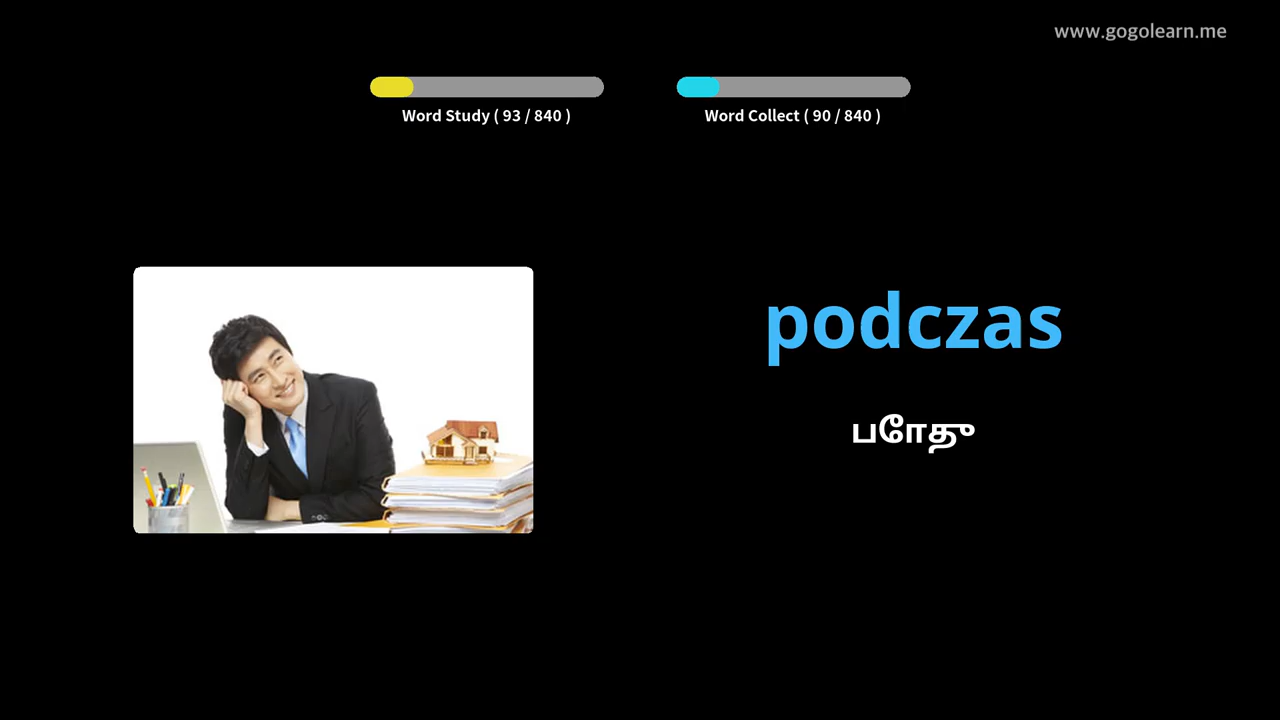 www.gogolearn.me
Word Study ( 93 / 840 )
Word Collect ( 90 / 840 )
podczas
போது